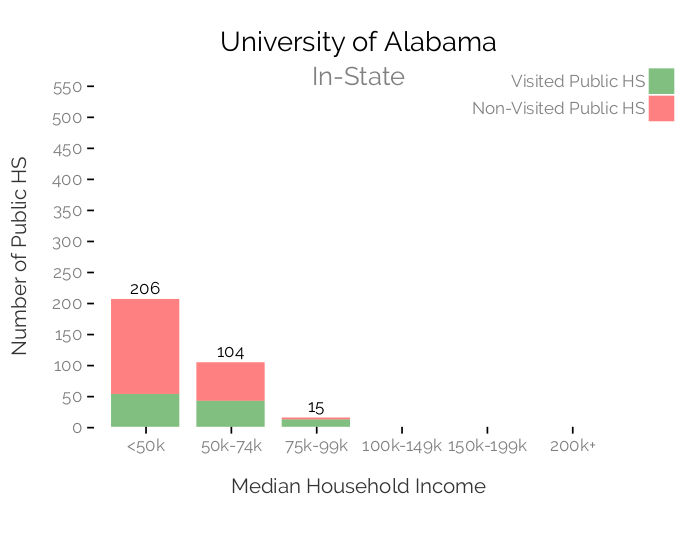 University of Alabama
In-State
Visited Public HS
Non-Visited Public HS
Number of Public HS
550
500
450
400
350
300
250
200
150
100
50
0
206
104
15
<50k 50k-74k 75k-99k 100k-149k 150k-199k 200k+
Median Household Income